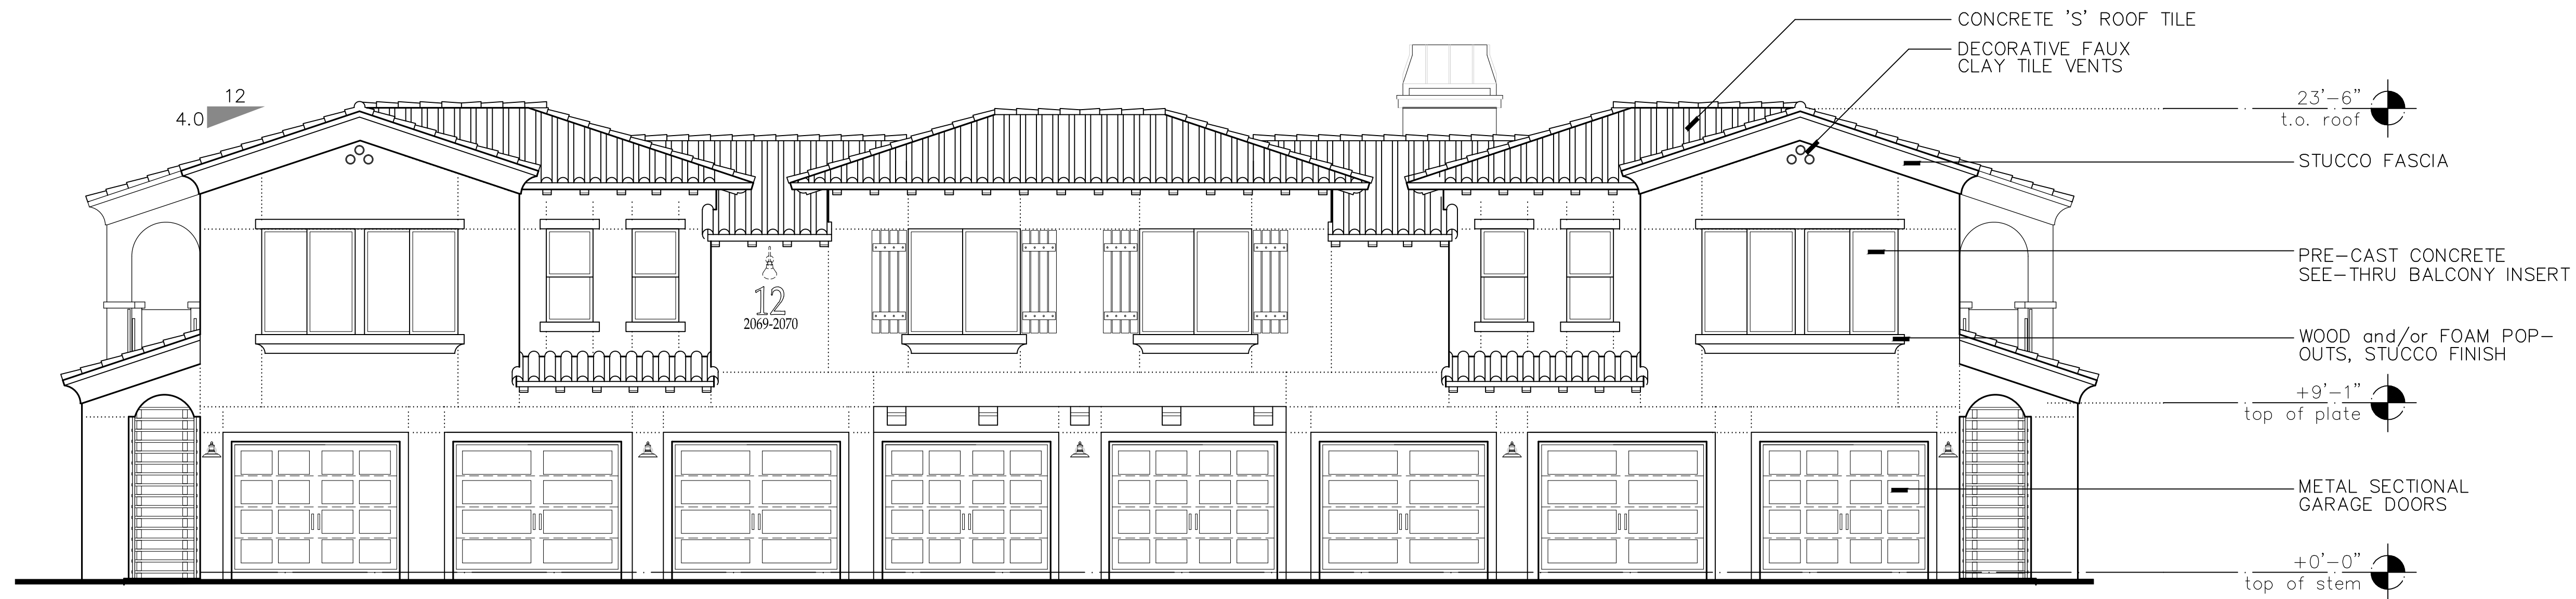 CONCRETE 'S' ROOF TILE
DECORATIVE FAUX
CLAY TILE VENTS
12
4.0
23'-6"
t.o. roof
STUCCO FASCIA
PRE-CAST CONCRETE
SEE-THRU BALCONY INSERT
12
2069-2070
WOOD and/or FOAM POP-
OUTS, STUCCO FINISH
+9'-1"
top of plate
METAL SECTIONAL
GARAGE DOORS
+0'-0"
top of stem